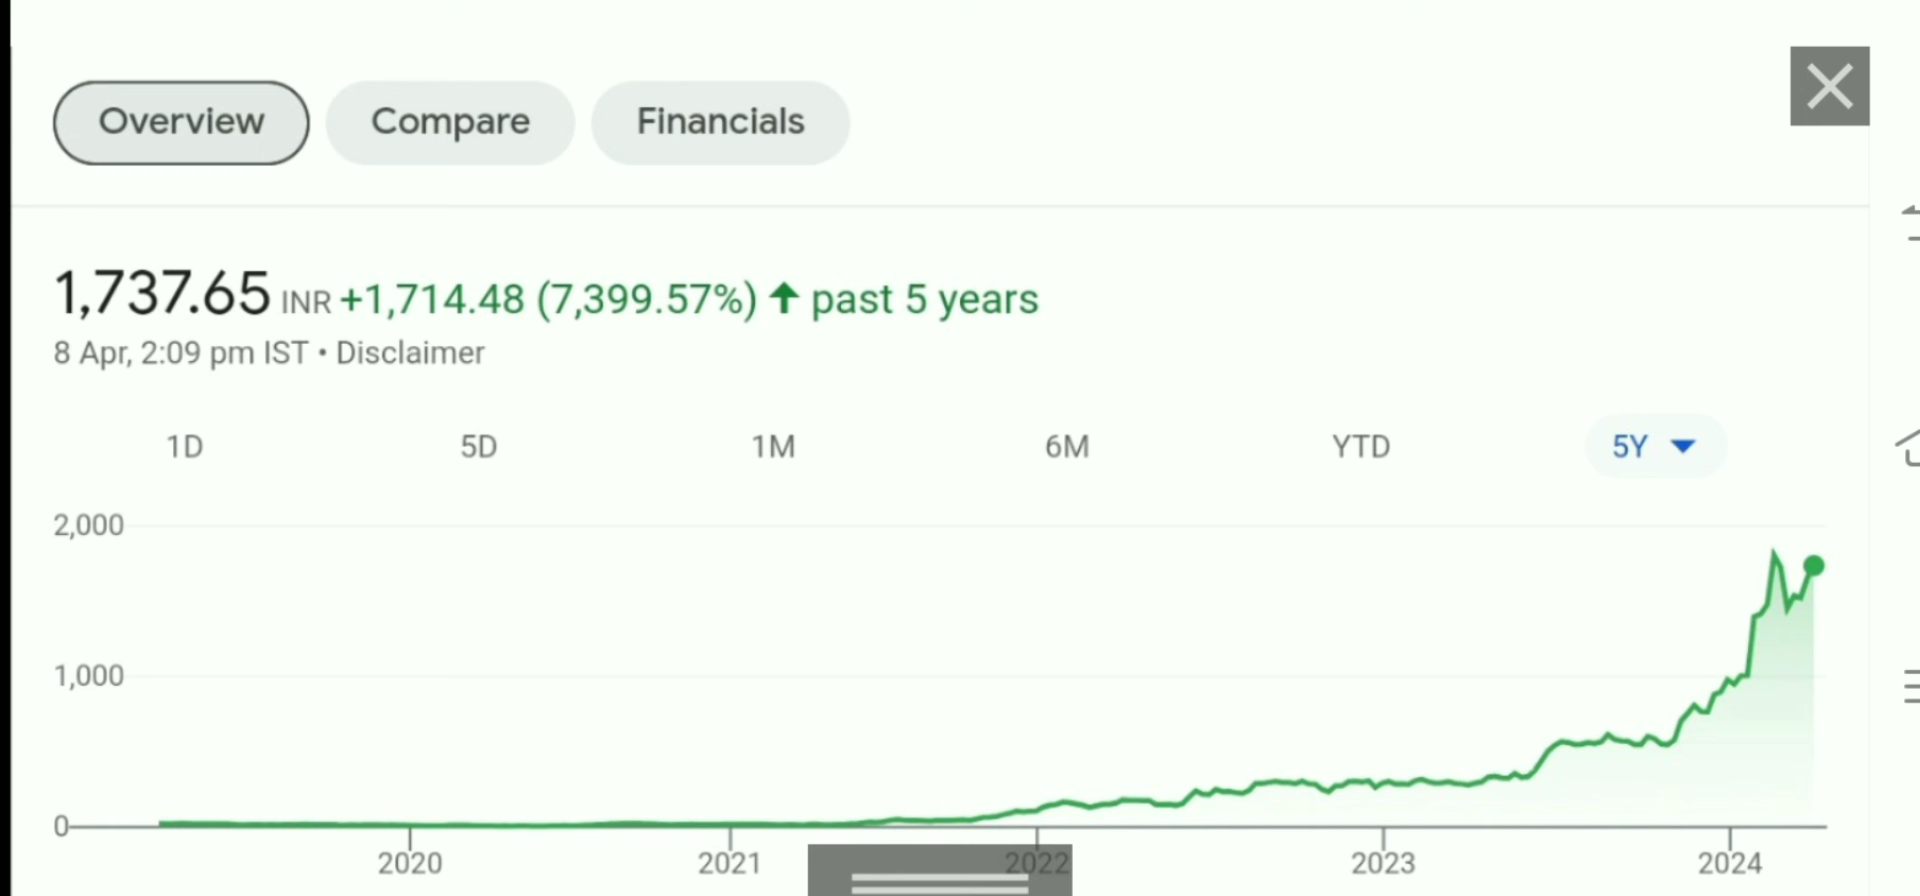 Overview Compare Financials
1,737.65 INR +1,714.48 (7,399.57%) ↑ past 5 years
8 Apr, 2:09 pm IST • Disclaimer
1D 5D 1M 6M YTD 5Y
2,000
1,000
0
2020 2021 2022 2023 2024